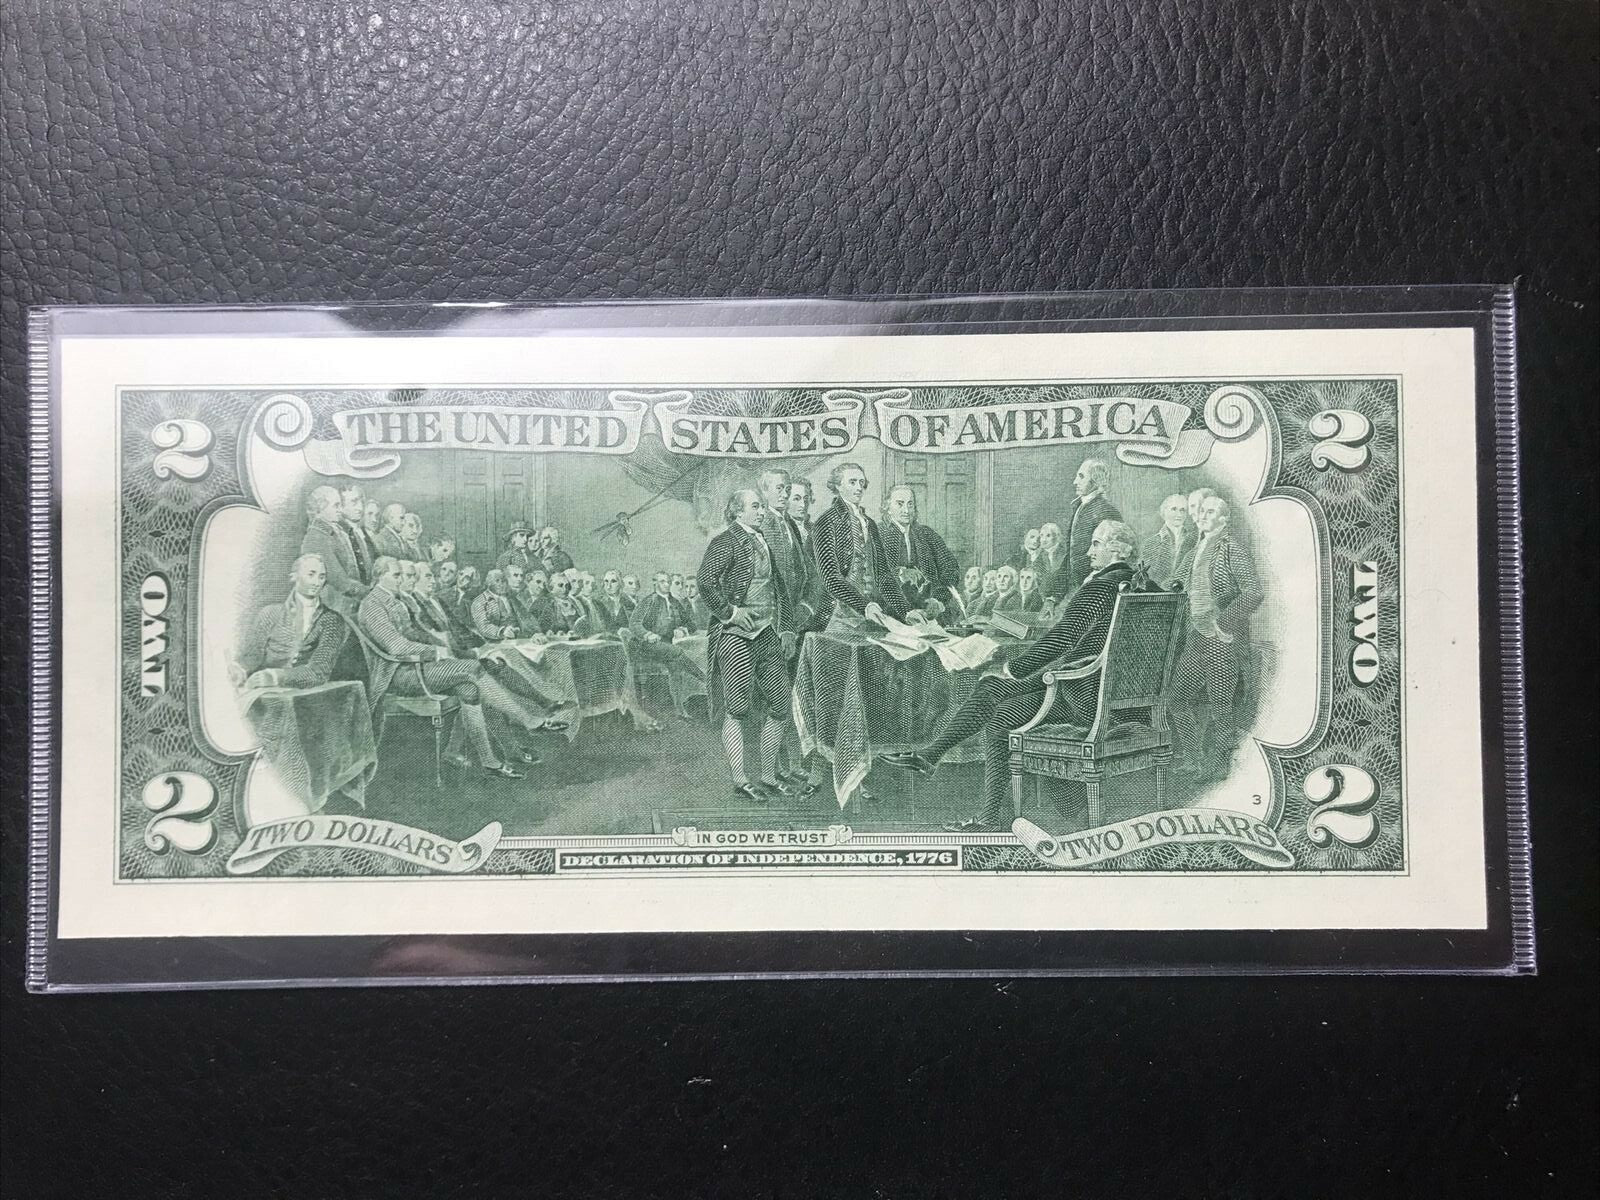 2 THE UNITED STATES OF AMERICA 2
TWO TWO
3
2 TWO DOLLARS IN GOD WE TRUST TWO DOLLARS 2
DECLARATION OF INDEPENDENCE, 1776